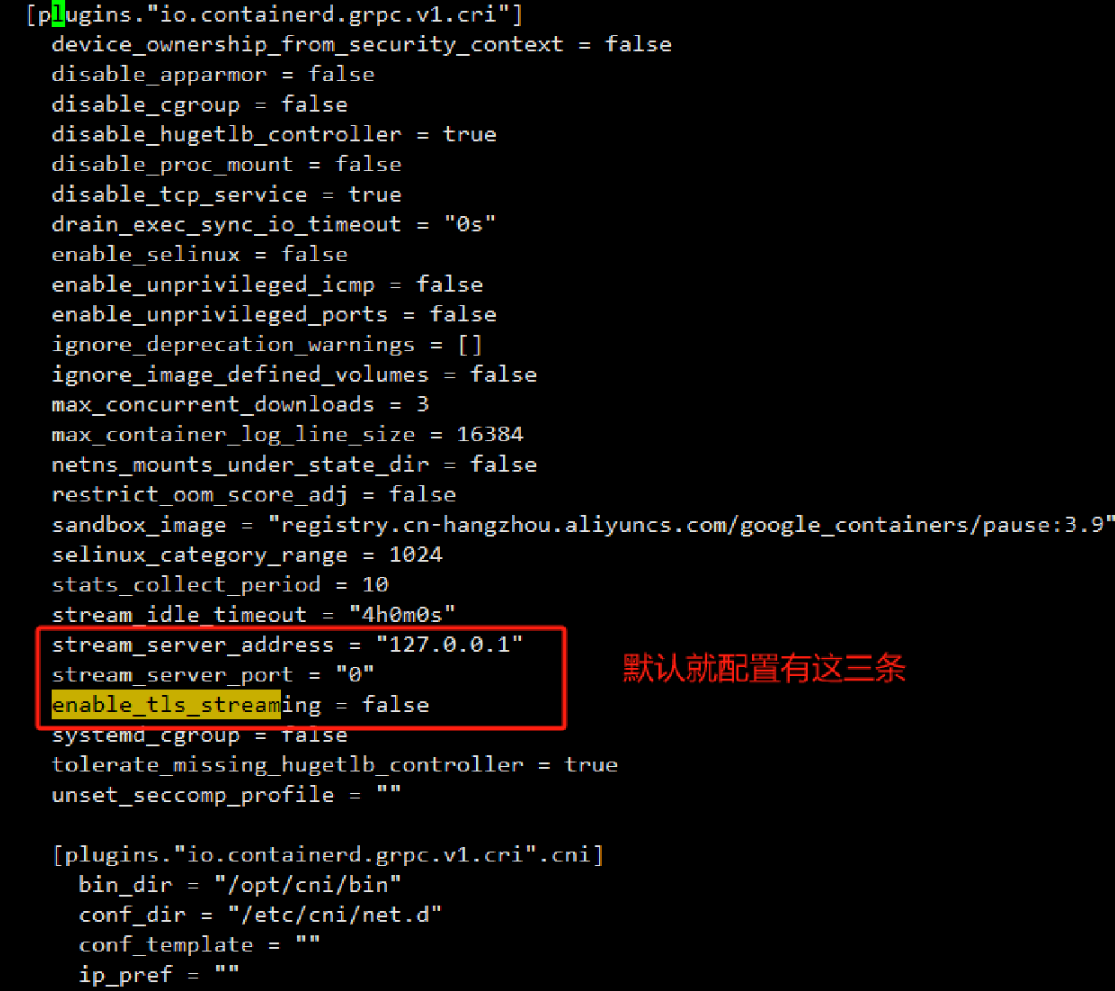 [plugins."io.containerd.grpc.v1.cri"]
device_ownership_from_security_context = false
disable_apparmor = false
disable_cgroup = false
disable_hugetlb_controller = true
disable_proc_mount = false
disable_tcp_service = true
drain_exec_sync_io_timeout = "0s"
enable_selinux = false
enable_unprivileged_icmp = false
enable_unprivileged_ports = false
ignore_deprecation_warnings = []
ignore_image_defined_volumes = false
max_concurrent_downloads = 3
max_container_log_line_size = 16384
netns_mounts_under_state_dir = false
restrict_oom_score_adj = false
sandbox_image = "registry.cn-hangzhou.aliyuncs.com/google_containers/pause:3.9"
selinux_category_range = 1024
stats_collect_period = 10
stream_idle_timeout = "4h0m0s"
stream_server_address = "127.0.0.1"
stream_server_port = "0"
默认就配置有这三条
enable_tls_streaming = false
systemd_cgroup = false
tolerate_missing_hugetlb_controller = true
unset_seccomp_profile = ""
[plugins."io.containerd.grpc.v1.cri".cni]
bin_dir = "/opt/cni/bin"
conf_dir = "/etc/cni/net.d"
conf_template = ""
ip_pref = ""